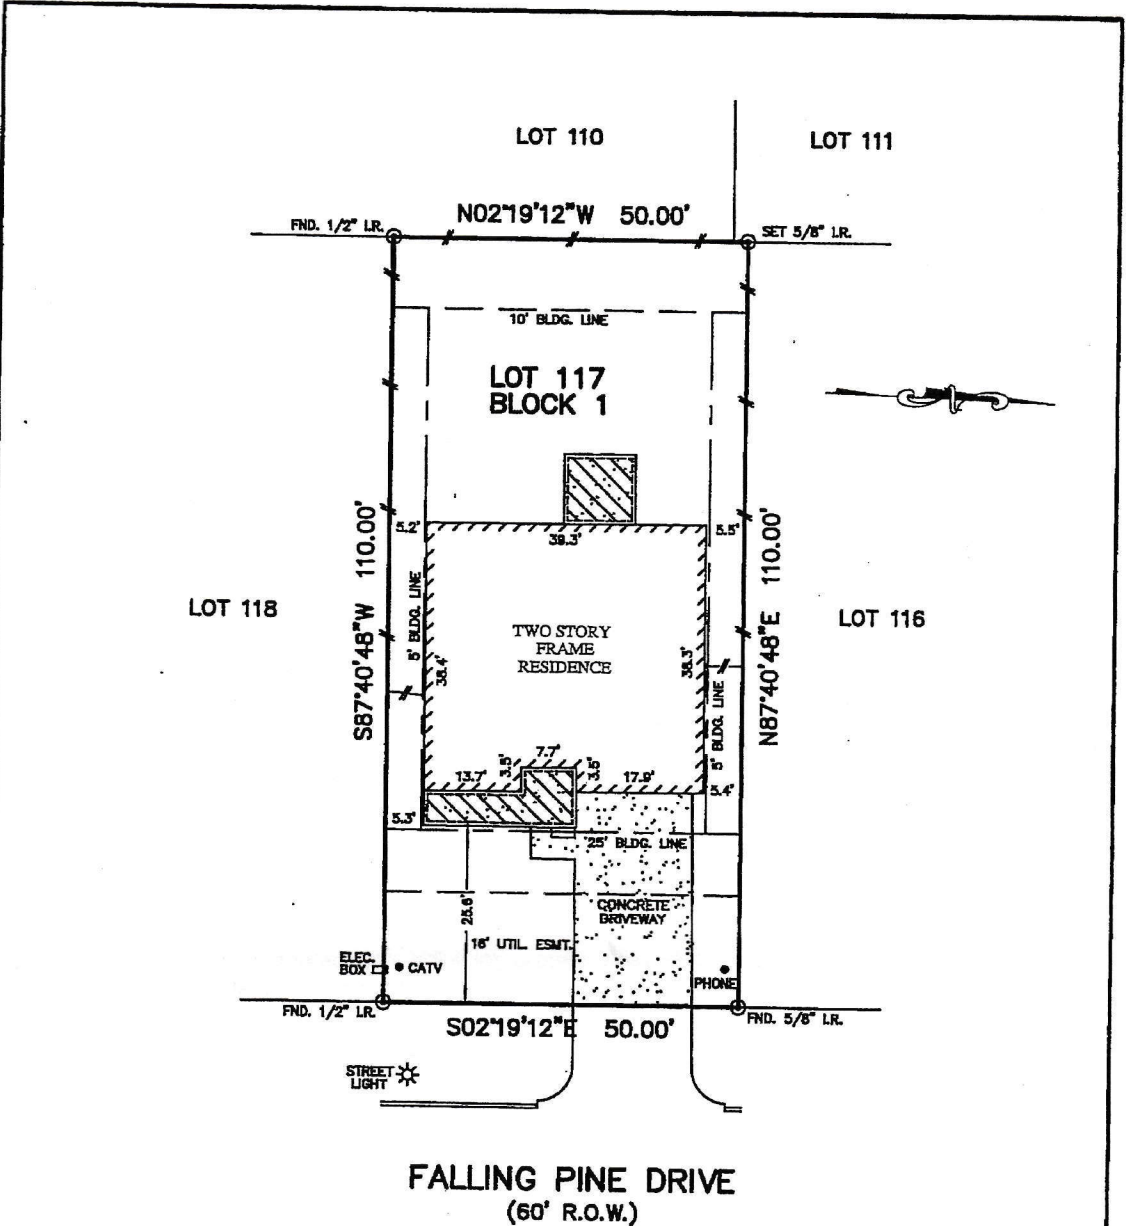 LOT 110
LOT 111
N02°19'12"W 50.00'
FND. 1/2" I.R.
SET 5/8" I.R.
10' BLDG. LINE
LOT 117
BLOCK 1
5.2'
39.3'
5.5'
S87°40'48"W 110.00'
N87°40'48"E 110.00'
LOT 118
LOT 116
5' BLDG. LINE
TWO STORY
FRAME
RESIDENCE
38.4'
38.3'
5' BLDG. LINE
13.7'
3.5'
7.7'
3.5'
17.9'
5.4'
5.3'
25' BLDG. LINE
25.6'
CONCRETE
DRIVEWAY
16' UTIL. ESMT.
ELEC.
BOX
CATV
PHONE
FND. 1/2" I.R.
S02°19'12"E 50.00'
FND. 5/8" I.R.
STREET
LIGHT
FALLING PINE DRIVE
(60' R.O.W.)